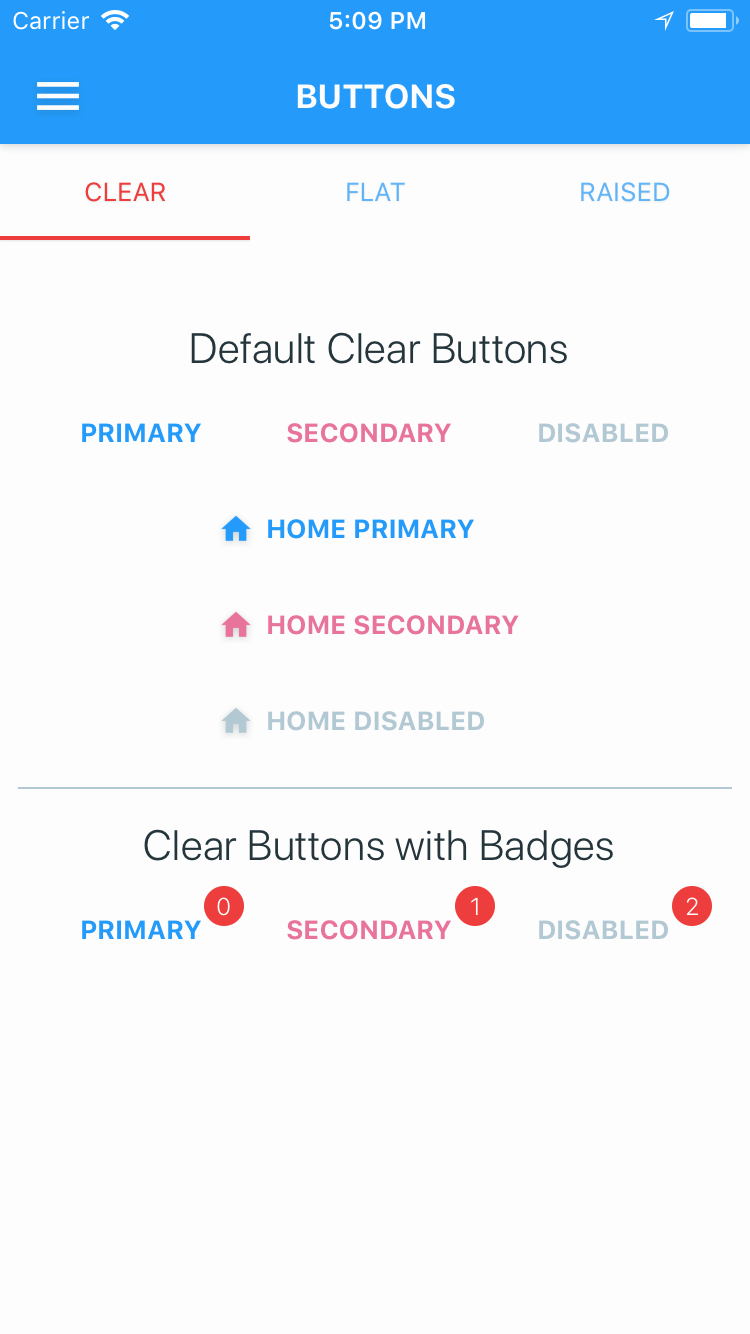 Carrier 5:09 PM
BUTTONS
CLEAR FLAT RAISED
Default Clear Buttons
PRIMARY SECONDARY DISABLED
HOME PRIMARY
HOME SECONDARY
HOME DISABLED
Clear Buttons with Badges
PRIMARY 0 SECONDARY 1 DISABLED 2